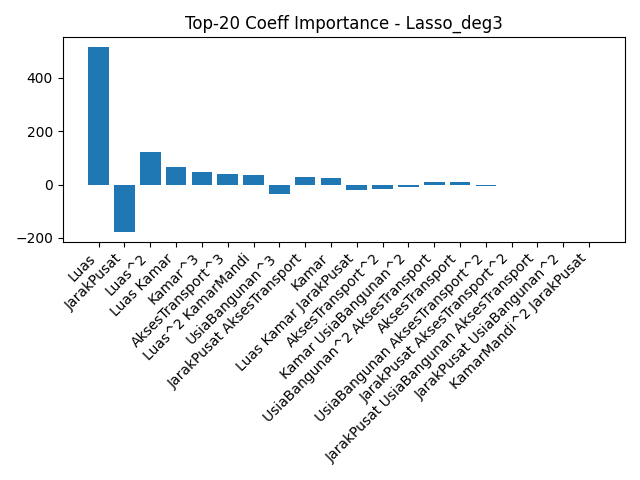 Top-20 Coeff Importance - Lasso_deg3
400
200
0
−200
Luas
JarakPusat
Luas^2
Luas Kamar
Kamar^3
AksesTransport^3
Luas^2 KamarMandi
UsiaBangunan^3
JarakPusat AksesTransport
Kamar
Luas Kamar JarakPusat
AksesTransport^2
Kamar UsiaBangunan^2
UsiaBangunan^2 AksesTransport
AksesTransport
UsiaBangunan AksesTransport^2
JarakPusat AksesTransport^2
JarakPusat UsiaBangunan AksesTransport
JarakPusat UsiaBangunan^2
KamarMandi^2 JarakPusat